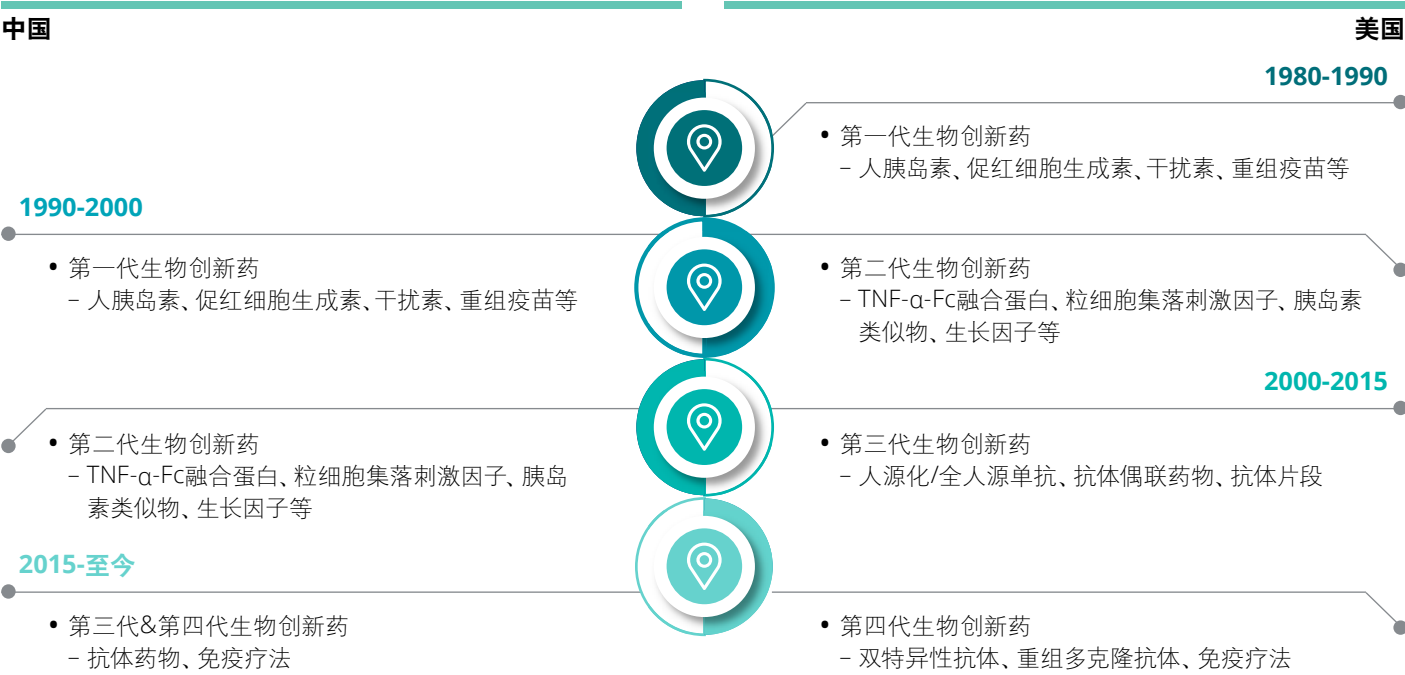 中国
美国
1980-1990
• 第一代生物创新药
– 人胰岛素、促红细胞生成素、干扰素、重组疫苗等
1990-2000
• 第一代生物创新药
– 人胰岛素、促红细胞生成素、干扰素、重组疫苗等
• 第二代生物创新药
– TNF-α-Fc融合蛋白、粒细胞集落刺激因子、胰岛素
类似物、生长因子等
2000-2015
• 第二代生物创新药
– TNF-α-Fc融合蛋白、粒细胞集落刺激因子、胰岛
素类似物、生长因子等
• 第三代生物创新药
– 人源化/全人源单抗、抗体偶联药物、抗体片段
2015-至今
• 第三代&第四代生物创新药
– 抗体药物、免疫疗法
• 第四代生物创新药
– 双特异性抗体、重组多克隆抗体、免疫疗法